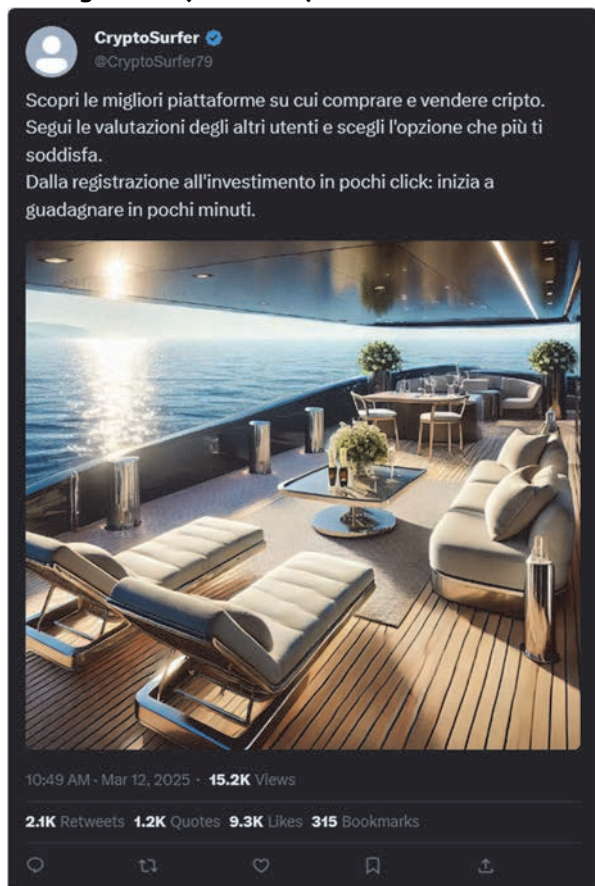 CryptoSurfer
@CryptoSurfer79
Scopri le migliori piattaforme su cui comprare e vendere cripto.
Segui le valutazioni degli altri utenti e scegli l'opzione che più ti
soddisfa.
Dalla registrazione all'investimento in pochi click: inizia a
guadagnare in pochi minuti.
10:49 AM · Mar 12, 2025 · 15.2K Views
2.1K Retweets 1.2K Quotes 9.3K Likes 315 Bookmarks